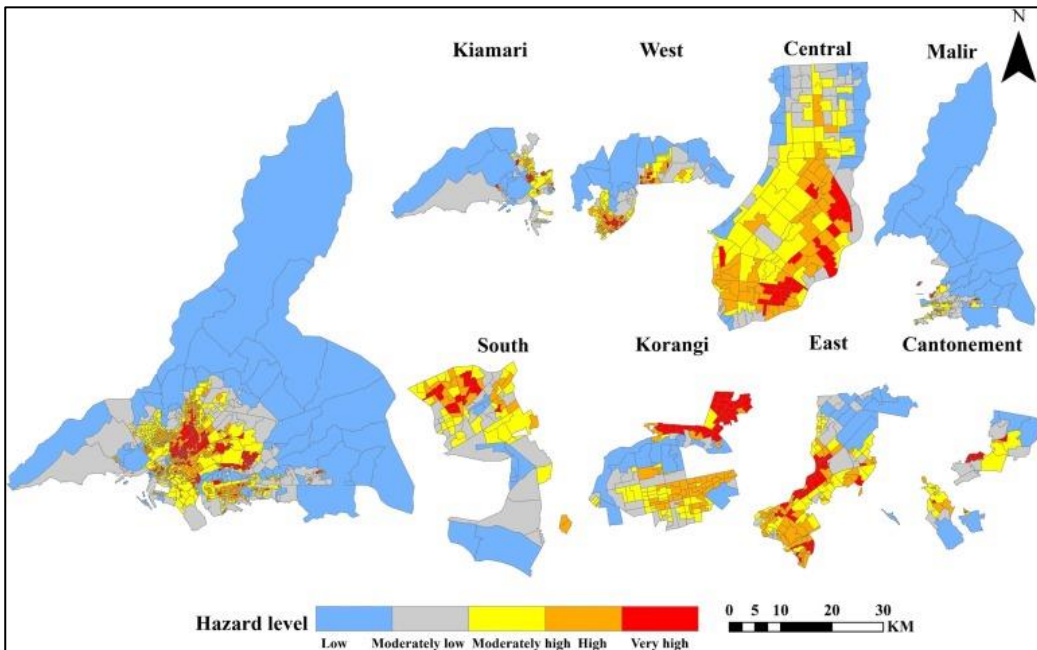 N
Kiamari West Central Malir
South Korangi East Cantonement
Hazard level
Low Moderately low Moderately high High Very high
0 5 10 20 30
KM